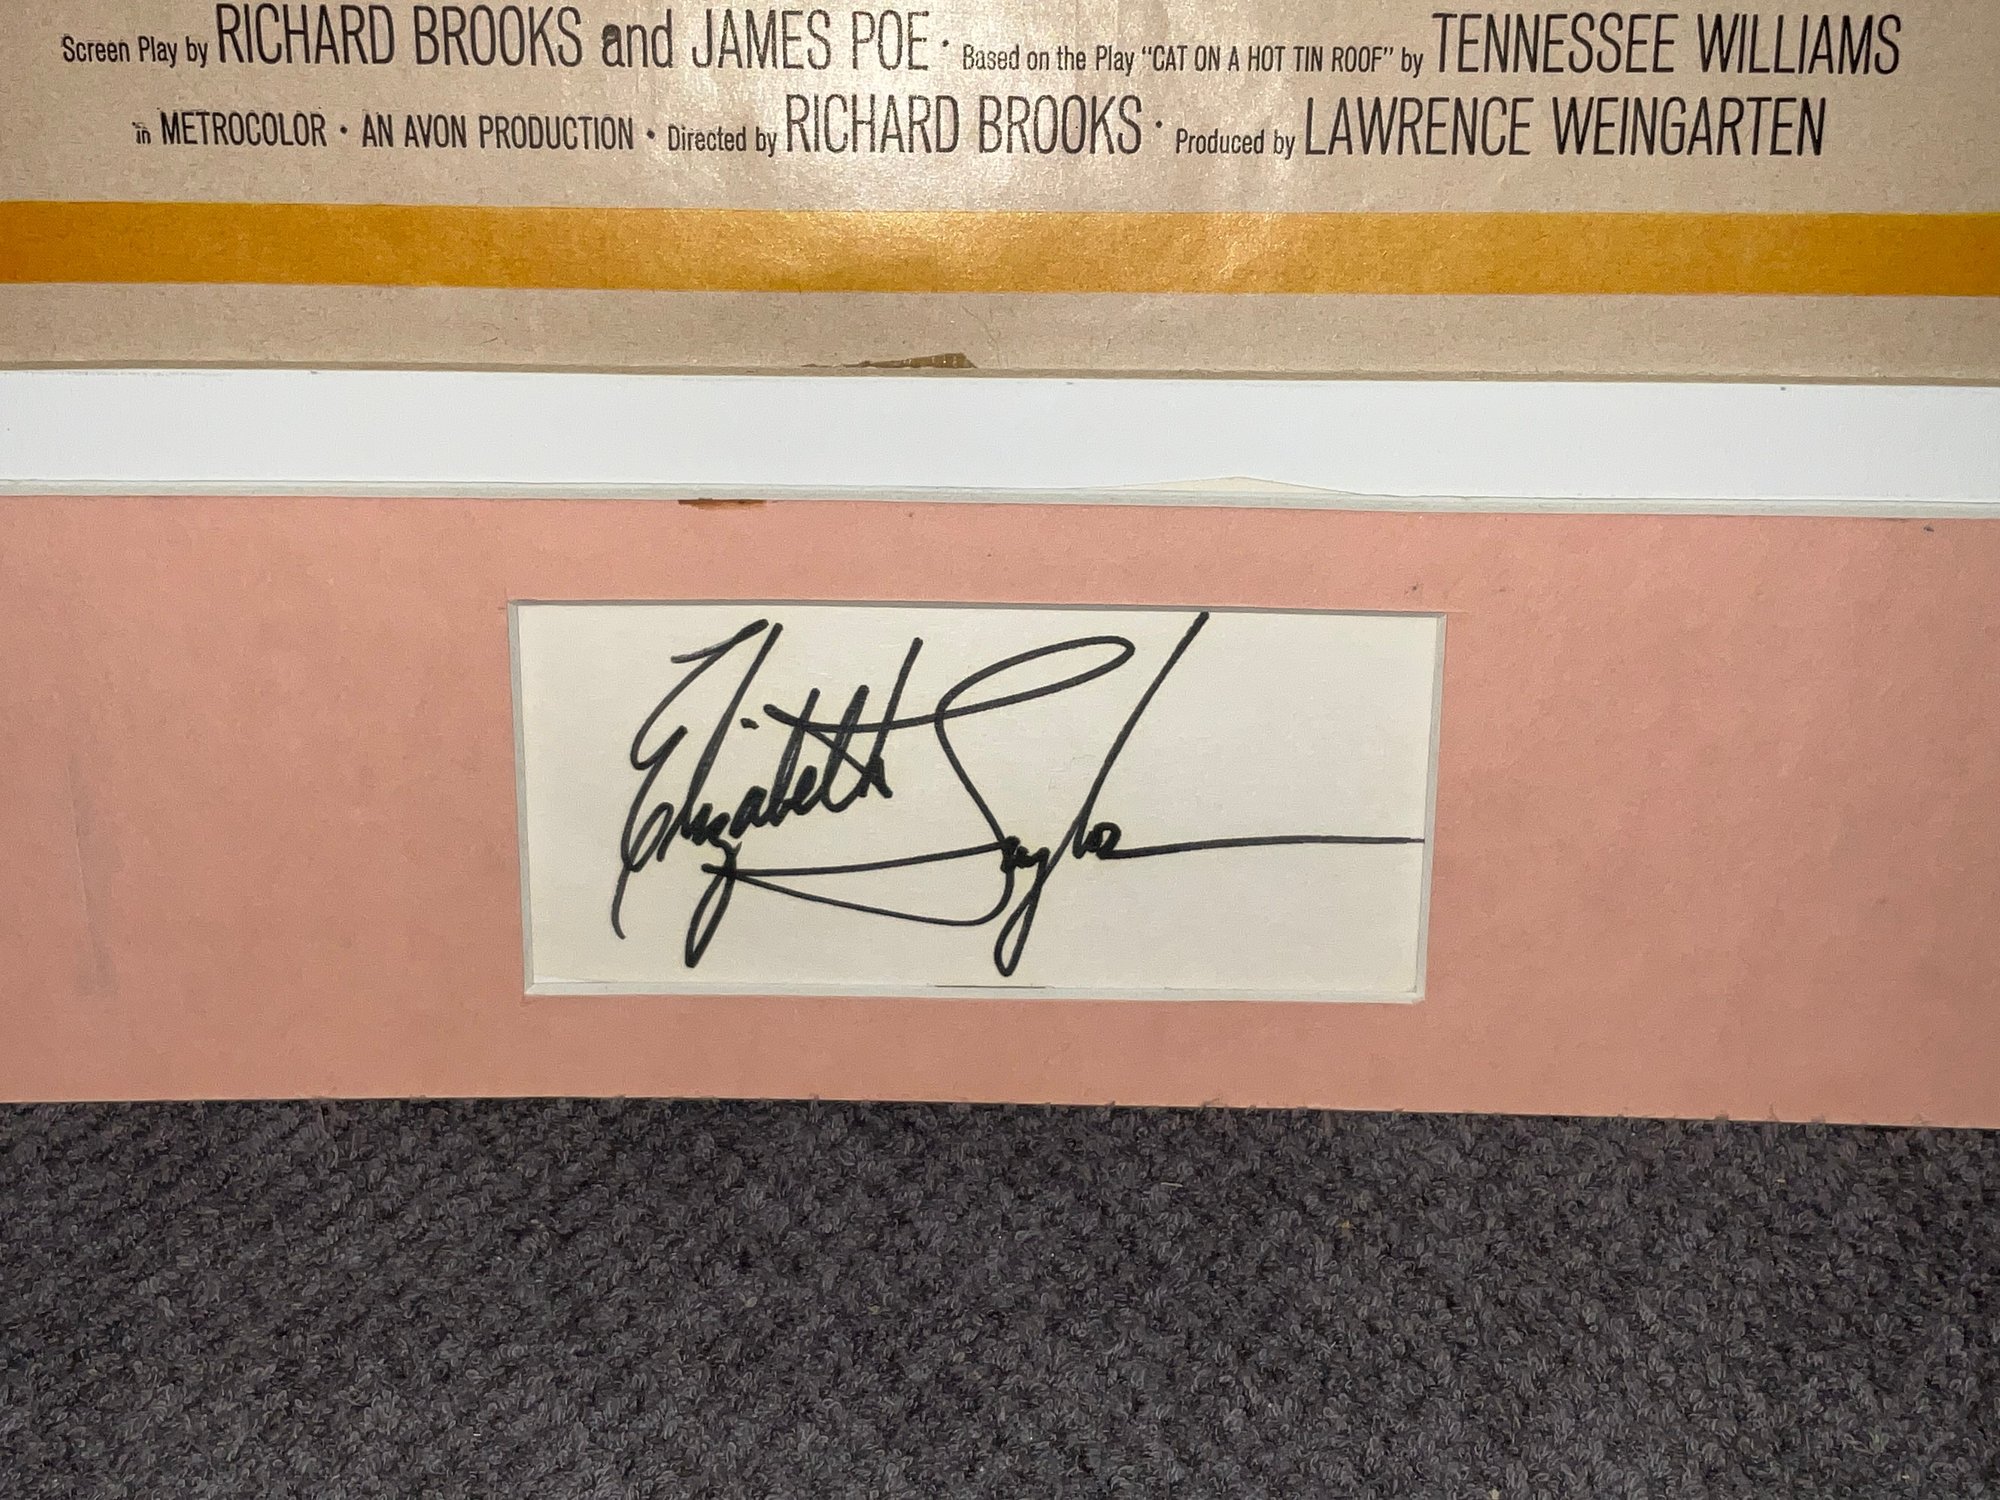 Screen Play by RICHARD BROOKS and JAMES POE · Based on the Play "CAT ON A HOT TIN ROOF" by TENNESSEE WILLIAMS
in METROCOLOR · AN AVON PRODUCTION · Directed by RICHARD BROOKS · Produced by LAWRENCE WEINGARTEN
Elizabeth Taylor